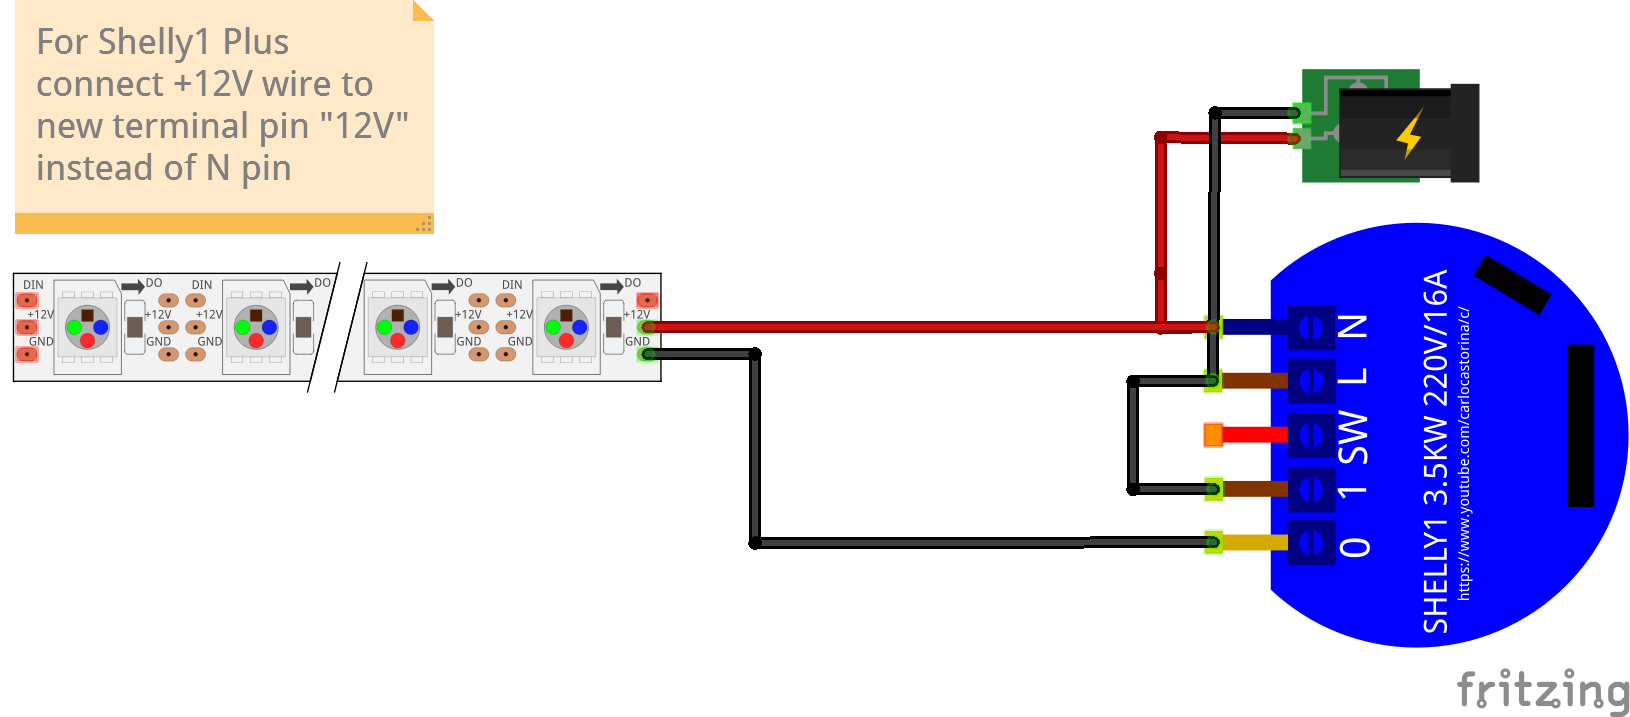 For Shelly1 Plus
connect +12V wire to
new terminal pin "12V"
instead of N pin
DIN
DO
DIN
DO
DO
DIN
DO
+12V
+12V
+12V
+12V
+12V
+12V
GND
GND
GND
GND
GND
GND
N
L
SW
1
0
SHELLY1 3.5KW 220V/16A
https://www.youtube.com/carlocastorina/c/
fritzing